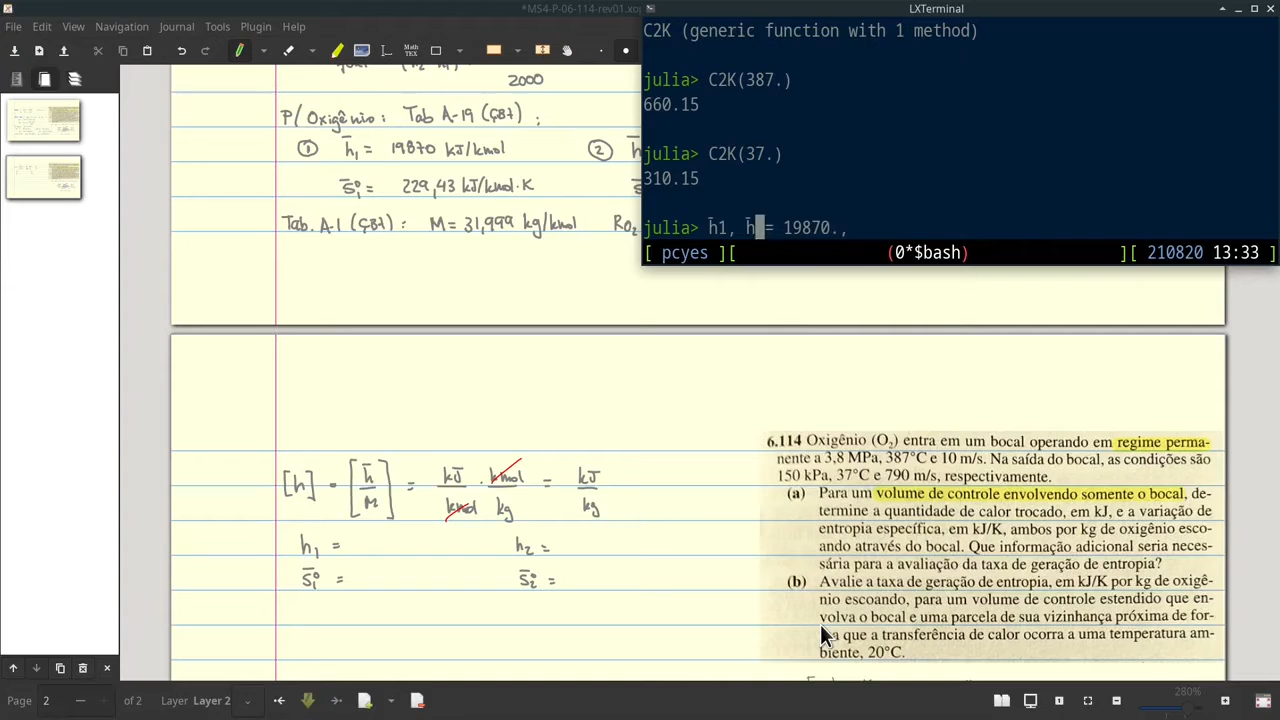 *MS4-P-06-114-rev01.xo
File Edit View Navigation Journal Tools Plugin Help
2000
P/ Oxigênio: Tab A-19 (ÇBt):
① h̄₁ = 19870 kJ/kmol ②
s̄₁° = 229,43 kJ/kmol·K
Tab. A-1 (ÇBt): M = 31,999 kg/kmol R_O₂
LXTerminal
C2K (generic function with 1 method)
julia> C2K(387.)
660.15
julia> C2K(37.)
310.15
julia> h̄1, h̄ = 19870.,
[ pcyes ][ (0*$bash) ][ 210820 13:33 ]
[h] = [h̄/M] = kJ/kmol · kmol/kg = kJ/kg
h₁ = h₂ =
s̄₁° = s̄₂° =
6.114 Oxigênio (O₂) entra em um bocal operando em regime perma-
nente a 3,8 MPa, 387°C e 10 m/s. Na saída do bocal, as condições são
150 kPa, 37°C e 790 m/s, respectivamente.
(a) Para um volume de controle envolvendo somente o bocal, de-
termine a quantidade de calor trocado, em kJ, e a variação de
entropia específica, em kJ/K, ambos por kg de oxigênio esco-
ando através do bocal. Que informação adicional seria neces-
sária para a avaliação da taxa de geração de entropia?
(b) Avalie a taxa de geração de entropia, em kJ/K por kg de oxigê-
nio escoando, para um volume de controle estendido que en-
volva o bocal e uma parcela de sua vizinhança próxima de for-
a que a transferência de calor ocorra a uma temperatura am-
biente, 20°C.
Page 2 of 2 Layer Layer 2
280%